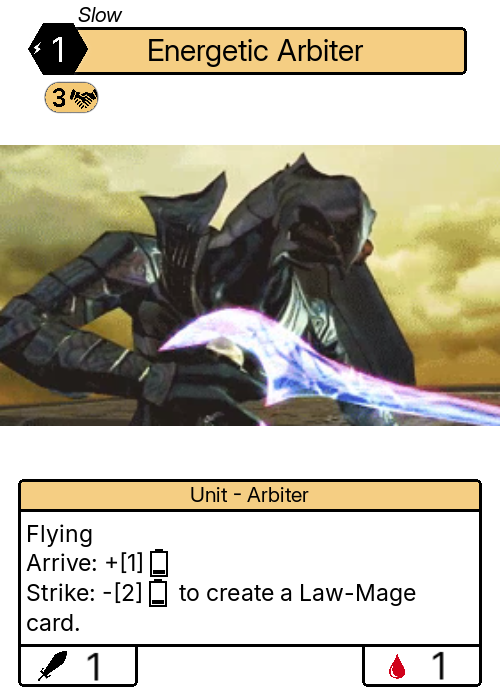 Slow
1 Energetic Arbiter
3
Unit - Arbiter
Flying
Arrive: +[1]
Strike: -[2] to create a Law-Mage
card.
1 1